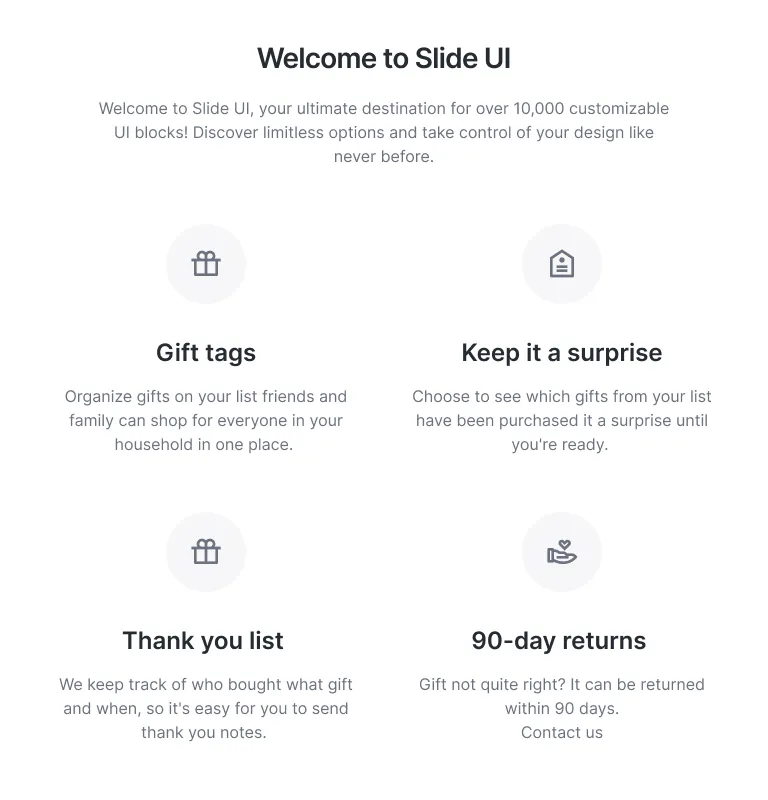 Welcome to Slide UI
Welcome to Slide UI, your ultimate destination for over 10,000 customizable
UI blocks! Discover limitless options and take control of your design like
never before.
Gift tags
Organize gifts on your list friends and
family can shop for everyone in your
household in one place.
Keep it a surprise
Choose to see which gifts from your list
have been purchased it a surprise until
you're ready.
Thank you list
We keep track of who bought what gift
and when, so it's easy for you to send
thank you notes.
90-day returns
Gift not quite right? It can be returned
within 90 days.
Contact us